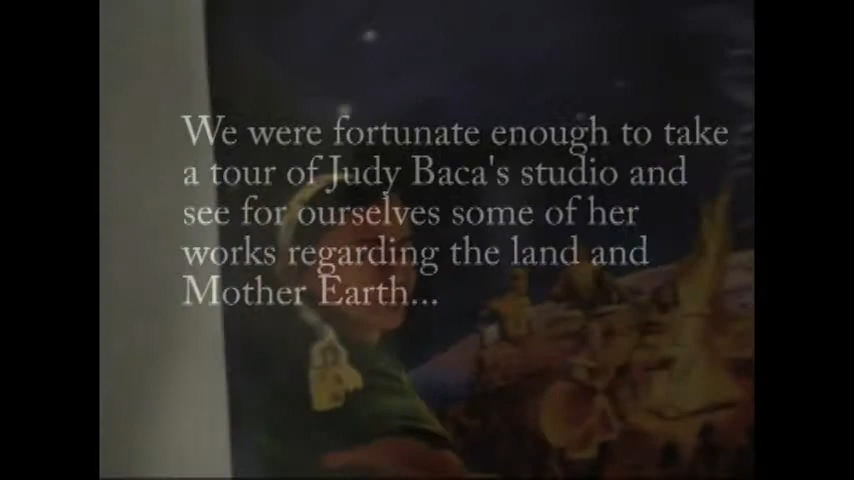 We were fortunate enough to take
a tour of Judy Baca's studio and
see for ourselves some of her
works regarding the land and
Mother Earth...